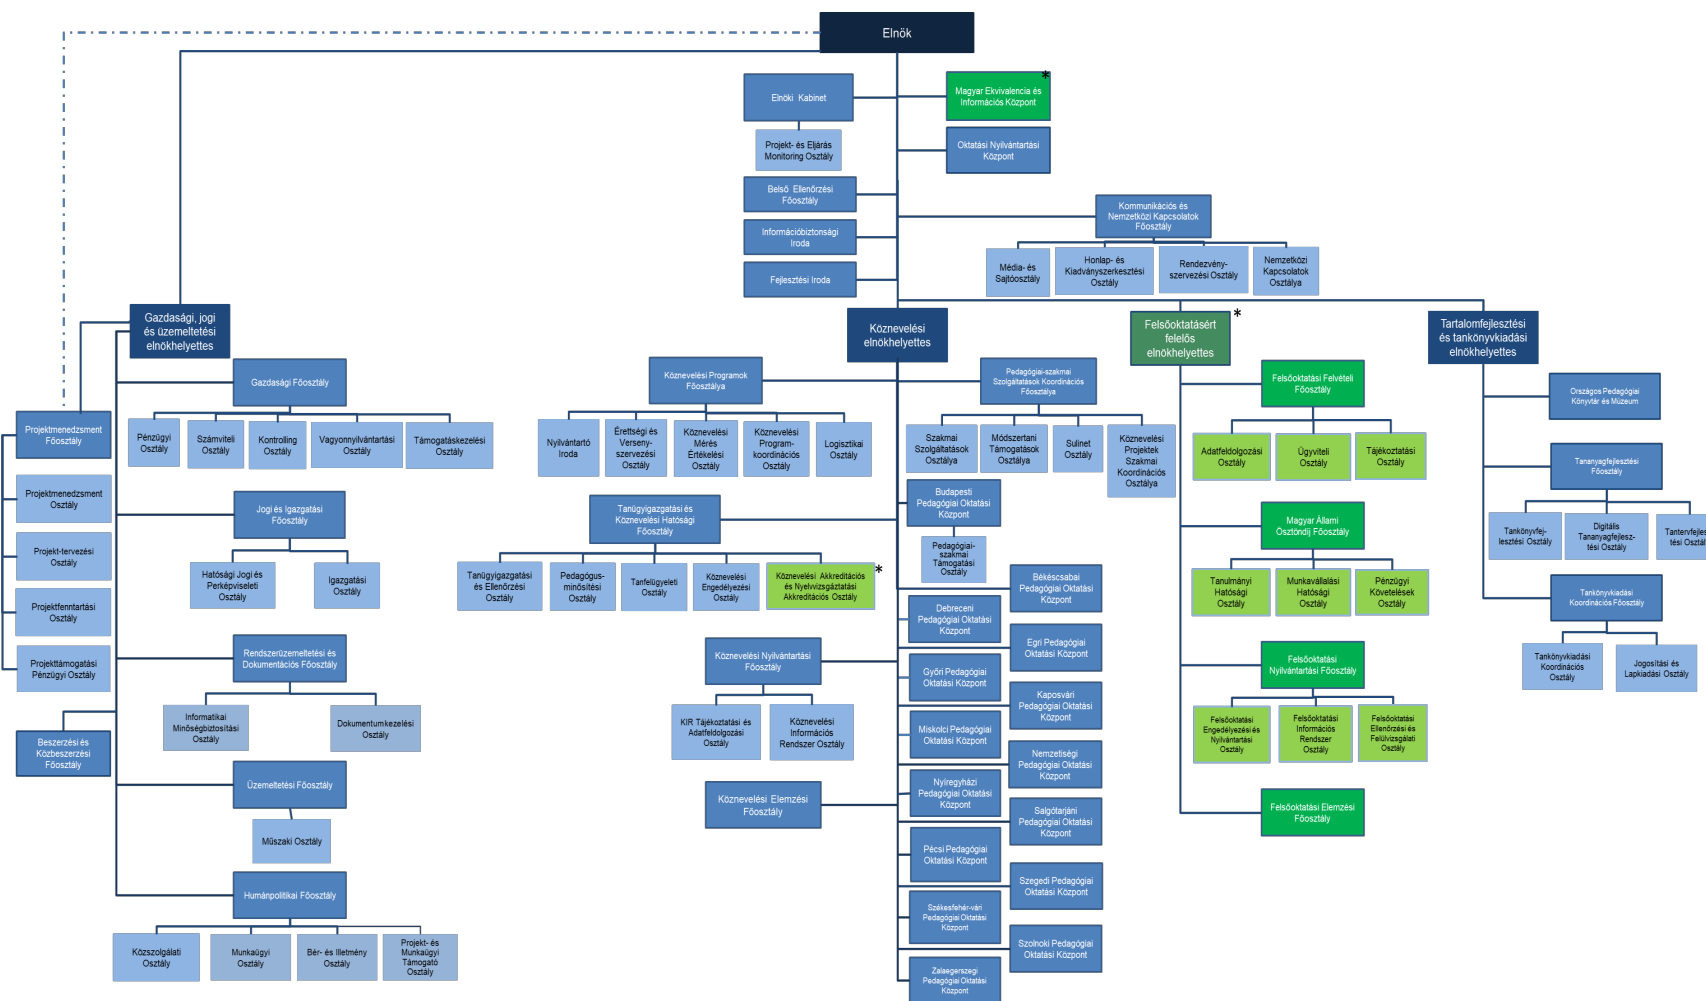 Elnök
Elnöki Kabinet
*
Magyar Ekvivalencia és
Információs Központ
Projekt- és Eljárás
Monitoring Osztály
Oktatási Nyilvántartási
Központ
Belső Ellenőrzési
Főosztály
Kommunikációs és
Nemzetközi Kapcsolatok
Főosztály
Információbiztonsági
Iroda
Fejlesztési Iroda
Média- és
Sajtóosztály
Honlap- és
Kiadványszerkesztési
Osztály
Rendezvény-
szervezési Osztály
Nemzetközi
Kapcsolatok
Osztálya
Gazdasági, jogi
és üzemeltetési
elnökhelyettes
Köznevelési
elnökhelyettes
Felsőoktatásért
felelős
elnökhelyettes
*
Tartalomfejlesztési
és tankönyvkiadási
elnökhelyettes
Gazdasági Főosztály
Pénzügyi
Osztály
Számviteli
Osztály
Kontrolling
Osztály
Vagyonnyilvántartási
Osztály
Támogatáskezelési
Osztály
Projektmenedzsment
Főosztály
Projektmenedzsment
Osztály
Projekt-tervezési
Osztály
Projektfenntartási
Osztály
Projekttámogatási
Pénzügyi Osztály
Beszerzési és
Közbeszerzési
Főosztály
Jogi és Igazgatási
Főosztály
Hatósági Jogi és
Perképviseleti
Osztály
Igazgatási
Osztály
Rendszerüzemeltetési és
Dokumentációs Főosztály
Informatikai
Minőségbiztosítási
Osztály
Dokumentumkezelési
Osztály
Üzemeltetési Főosztály
Műszaki Osztály
Humánpolitikai Főosztály
Közszolgálati
Osztály
Munkaügyi
Osztály
Bér- és Illetmény
Osztály
Projekt- és
Munkaügyi
Támogató
Osztály
Köznevelési Programok
Főosztálya
Nyilvántartó
Iroda
Érettségi és
Verseny-
szervezési
Osztály
Köznevelési
Mérés
Értékelési
Osztály
Köznevelési
Program-
koordinációs
Osztály
Logisztikai
Osztály
Pedagógiai-szakmai
Szolgáltatások Koordinációs
Főosztálya
Szakmai
Szolgáltatások
Osztálya
Módszertani
Támogatások
Osztálya
Sulinet
Osztály
Köznevelési
Projektek
Szakmai
Koordinációs
Osztálya
Tanügyigazgatási és
Köznevelési Hatósági
Főosztály
Tanügyigazgatási
és Ellenőrzési
Osztály
Pedagógus-
minősítési
Osztály
Tanfelügyeleti
Osztály
Köznevelési
Engedélyezési
Osztály
Köznevelési Akkreditációs
és Nyelvvizsgáztatási
Akkreditációs Osztály
*
Budapesti
Pedagógiai Oktatási
Központ
Pedagógiai-
szakmai
Támogatási
Osztály
Békéscsabai
Pedagógiai Oktatási
Központ
Debreceni
Pedagógiai Oktatási
Központ
Egri Pedagógiai
Oktatási Központ
Győri Pedagógiai
Oktatási Központ
Kaposvári
Pedagógiai Oktatási
Központ
Miskolci Pedagógiai
Oktatási Központ
Nemzetiségi
Pedagógiai Oktatási
Központ
Nyíregyházi
Pedagógiai Oktatási
Központ
Salgótarjáni
Pedagógiai Oktatási
Központ
Pécsi Pedagógiai
Oktatási Központ
Szegedi Pedagógiai
Oktatási Központ
Székesfehér-vári
Pedagógiai Oktatási
Központ
Szolnoki Pedagógiai
Oktatási Központ
Zalaegerszegi
Pedagógiai Oktatási
Központ
Köznevelési Nyilvántartási
Főosztály
KIR Tájékoztatási és
Adatfeldolgozási
Osztály
Köznevelési
Információs
Rendszer Osztály
Köznevelési Elemzési
Főosztály
Felsőoktatási Felvételi
Főosztály
Adatfeldolgozási
Osztály
Ügyviteli
Osztály
Tájékoztatási
Osztály
Magyar Állami
Ösztöndíj Főosztály
Tanulmányi
Hatósági
Osztály
Munkavállalási
Hatósági
Osztály
Pénzügyi
Követelések
Osztály
Felsőoktatási
Nyilvántartási Főosztály
Felsőoktatási
Engedélyezési és
Nyilvántartási
Osztály
Felsőoktatási
Információs
Rendszer
Osztály
Felsőoktatási
Ellenőrzési és
Felülvizsgálati
Osztály
Felsőoktatási Elemzési
Főosztály
Országos Pedagógiai
Könyvtár és Múzeum
Tananyagfejlesztési
Főosztály
Tankönyvfej-
lesztési Osztály
Digitális
Tananyagfejlesz-
tési Osztály
Tantervfejles
tési Osztál
Tankönyvkiadási
Koordinációs Főosztály
Tankönyvkiadási
Koordinációs
Osztály
Jogosítási és
Lapkiadási Osztály